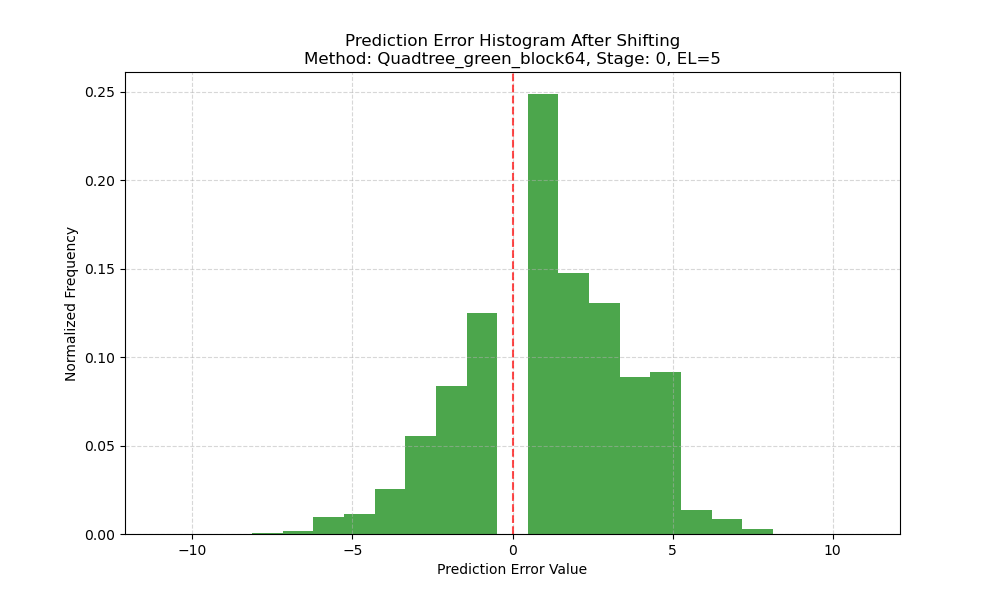 Prediction Error Histogram After Shifting
Method: Quadtree_green_block64, Stage: 0, EL=5
Normalized Frequency
0.25
0.20
0.15
0.10
0.05
0.00
−10
−5
0
5
10
Prediction Error Value